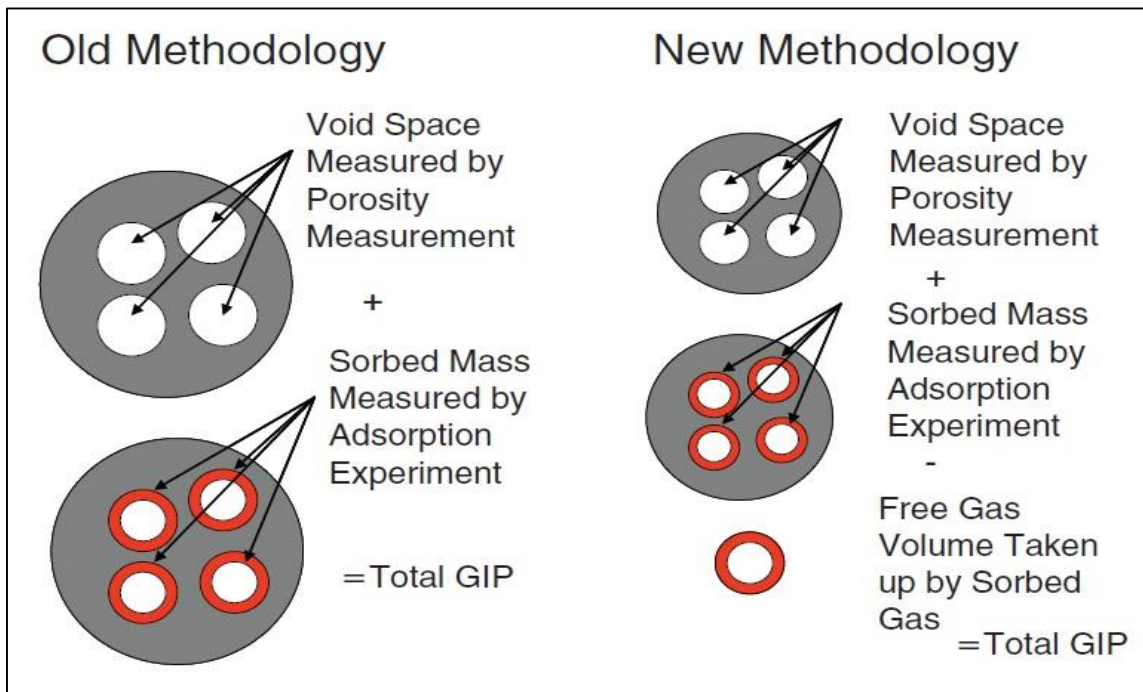 Old Methodology
Void Space
Measured by
Porosity
Measurement
+
Sorbed Mass
Measured by
Adsorption
Experiment
=Total GIP
New Methodology
Void Space
Measured by
Porosity
Measurement
+
Sorbed Mass
Measured by
Adsorption
Experiment
-
Free Gas
Volume Taken
up by Sorbed
Gas
=Total GIP